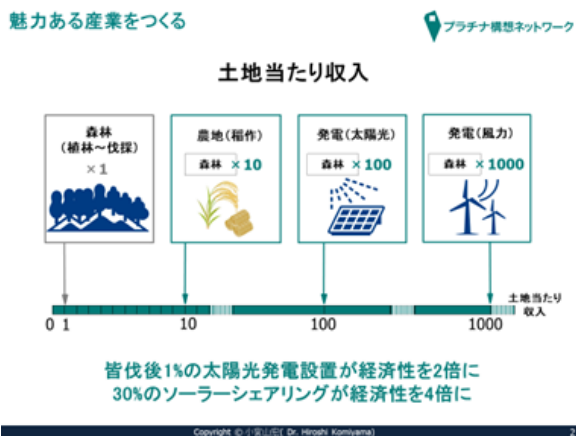 魅力ある産業をつくる
プラチナ構想ネットワーク
土地当たり収入
森林
(植林～伐採)
×1
農地(稲作)
森林 ×10
発電(太陽光)
森林 ×100
発電(風力)
森林 ×1000
土地当たり
収入
0 1 10 100 1000
皆伐後1%の太陽光発電設置が経済性を2倍に
30%のソーラーシェアリングが経済性を4倍に
Copyright © 小宮山宏( Dr. Hiroshi Komiyama)
2